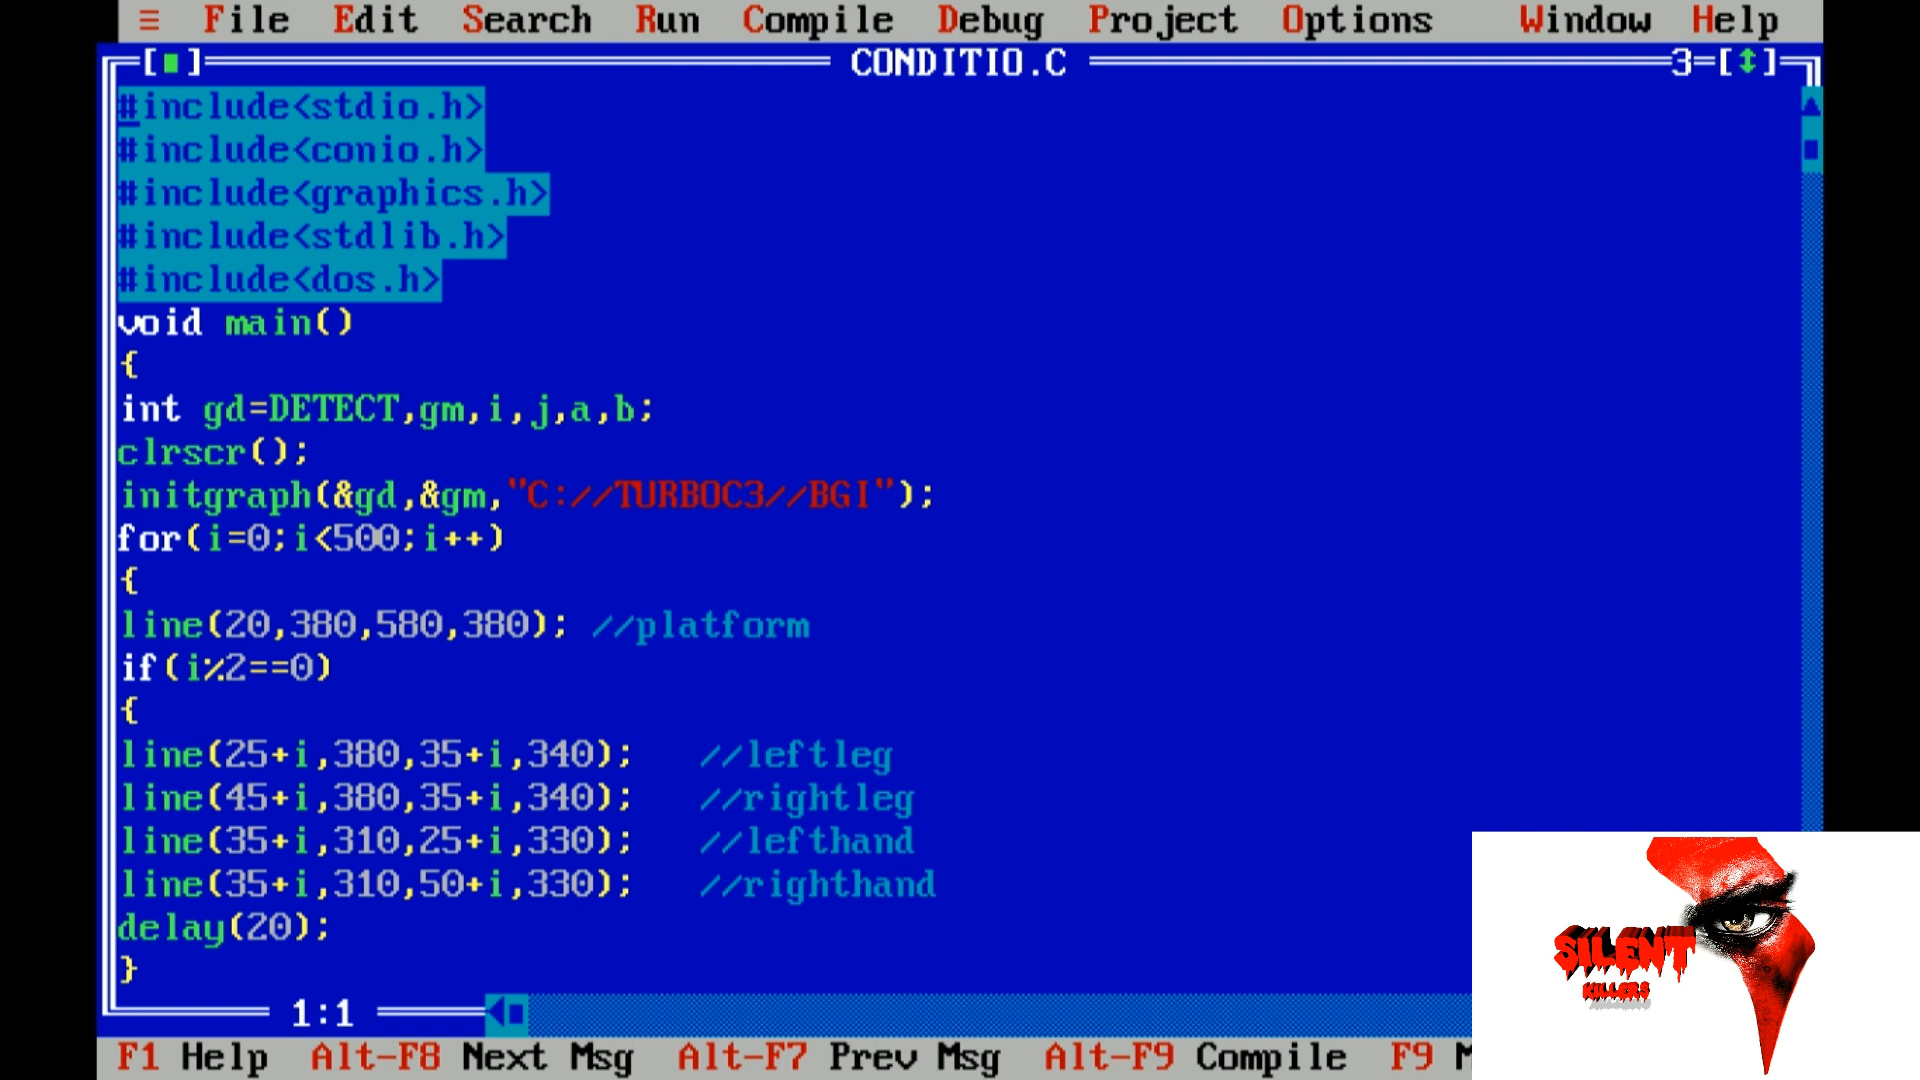 ≡ File Edit Search Run Compile Debug Project Options Window Help
[■] CONDITIO.C 3=[↕]
#include<stdio.h>
#include<conio.h>
#include<graphics.h>
#include<stdlib.h>
#include<dos.h>
void main()
{
int gd=DETECT,gm,i,j,a,b;
clrscr();
initgraph(&gd,&gm,"C://TURBOC3//BGI");
for(i=0;i<500;i++)
{
line(20,380,580,380); //platform
if(i%2==0)
{
line(25+i,380,35+i,340); //leftleg
line(45+i,380,35+i,340); //rightleg
line(35+i,310,25+i,330); //lefthand
line(35+i,310,50+i,330); //righthand
delay(20);
}
1:1
F1 Help Alt-F8 Next Msg Alt-F7 Prev Msg Alt-F9 Compile F9 M
SILENT
KILLERS